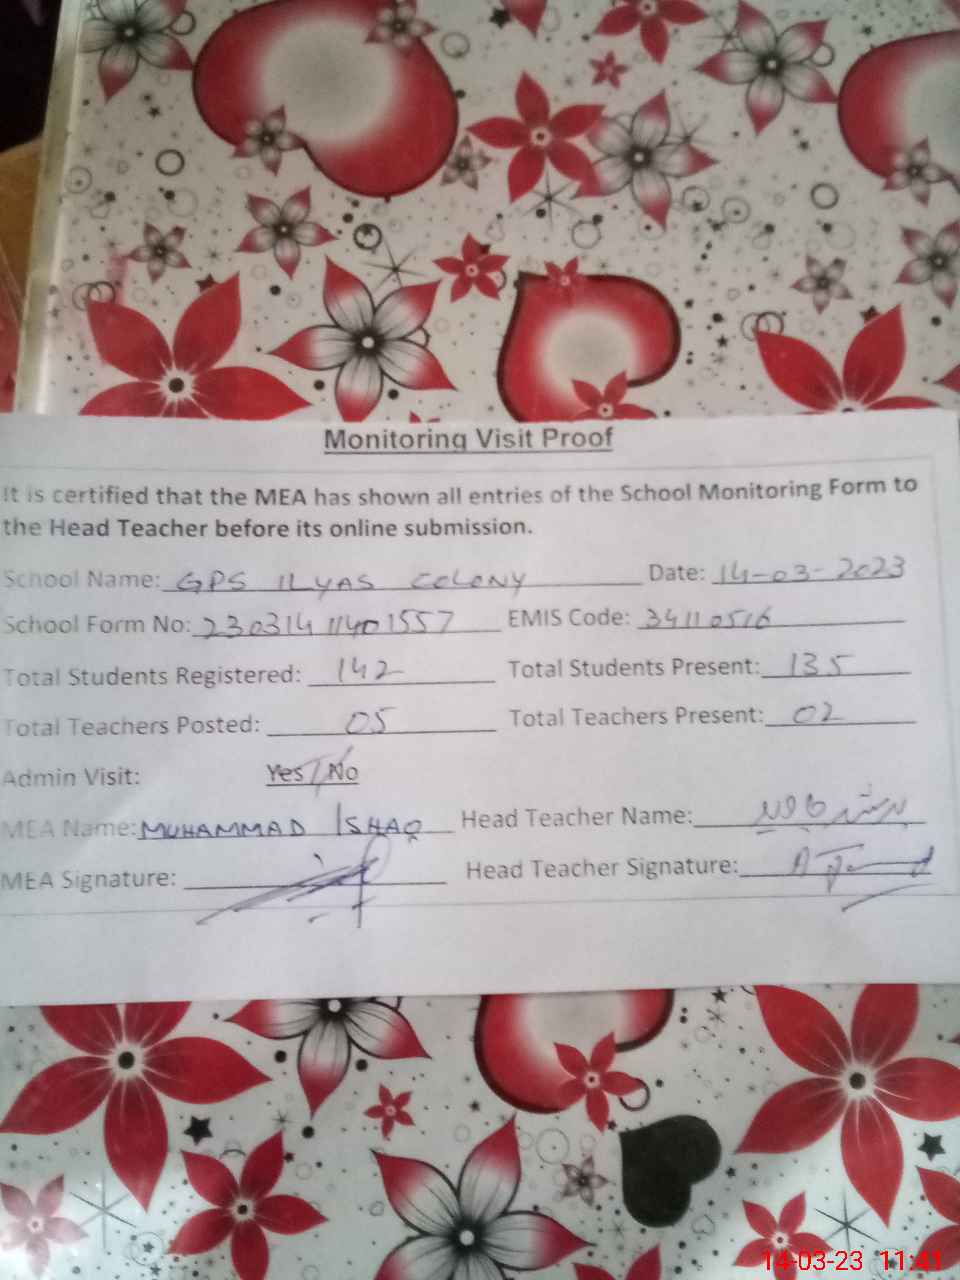 Monitoring Visit Proof
It is certified that the MEA has shown all entries of the School Monitoring Form to
the Head Teacher before its online submission.
School Name: GPS ILYAS COLONY Date: 14-03-2023
School Form No: 23031411401557 EMIS Code: 34110516
Total Students Registered: 142 Total Students Present: 135
Total Teachers Posted: 05 Total Teachers Present: 02
Admin Visit: Yes / No
MEA Name: MUHAMMAD ISHAQ Head Teacher Name:
MEA Signature: Head Teacher Signature:
14-03-23 11:41